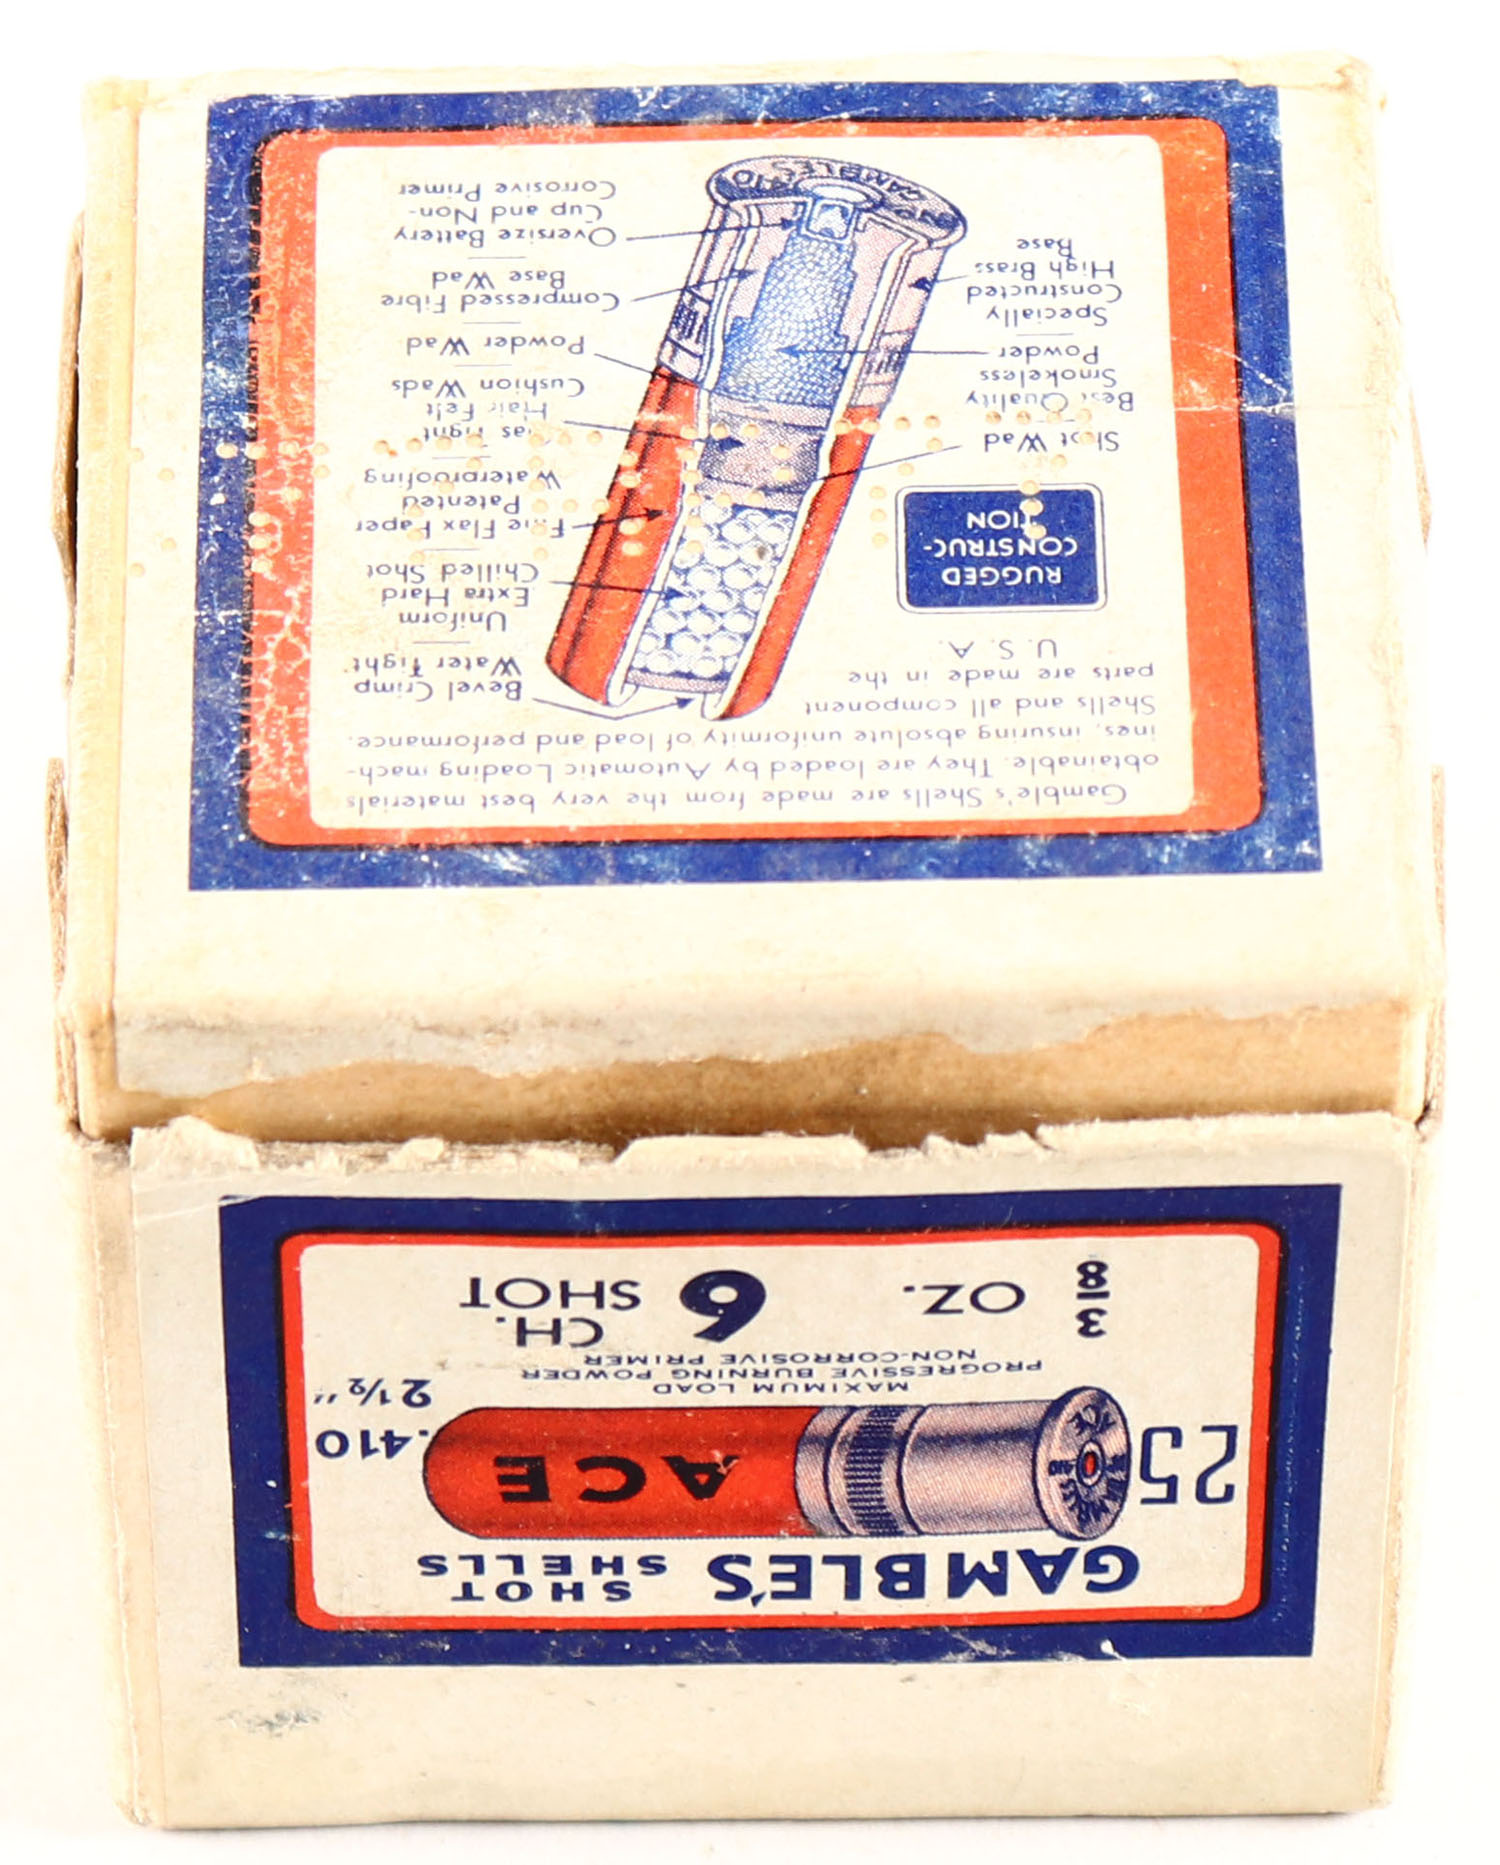 GAMBLE'S SHOT
SHELLS
25
ACE
.410
2½"
MAXIMUM LOAD
PROGRESSIVE BURNING POWDER
NON-CORROSIVE PRIMER
3/8 OZ. 6 CH.
SHOT
Gamble's Shells are made from the very best materials
obtainable. They are loaded by Automatic Loading mach-
ines, insuring absolute uniformity of load and performance.
Shells and all component
parts are made in the
U. S. A.
RUGGED
CONSTRUC-
TION
Shot Wad
Best Quality
Smokeless
Powder
Specially
Constructed
High Brass
Base
Bevel Crimp
Water Tight
Uniform
Extra Hard
Chilled Shot
Fine Flax Paper
Patented
Waterproofing
Gas Tight
Hair Felt
Cushion Wads
Powder Wad
Compressed Fibre
Base Wad
Oversize Battery
Cup and Non-
Corrosive Primer
GAMBLE'S